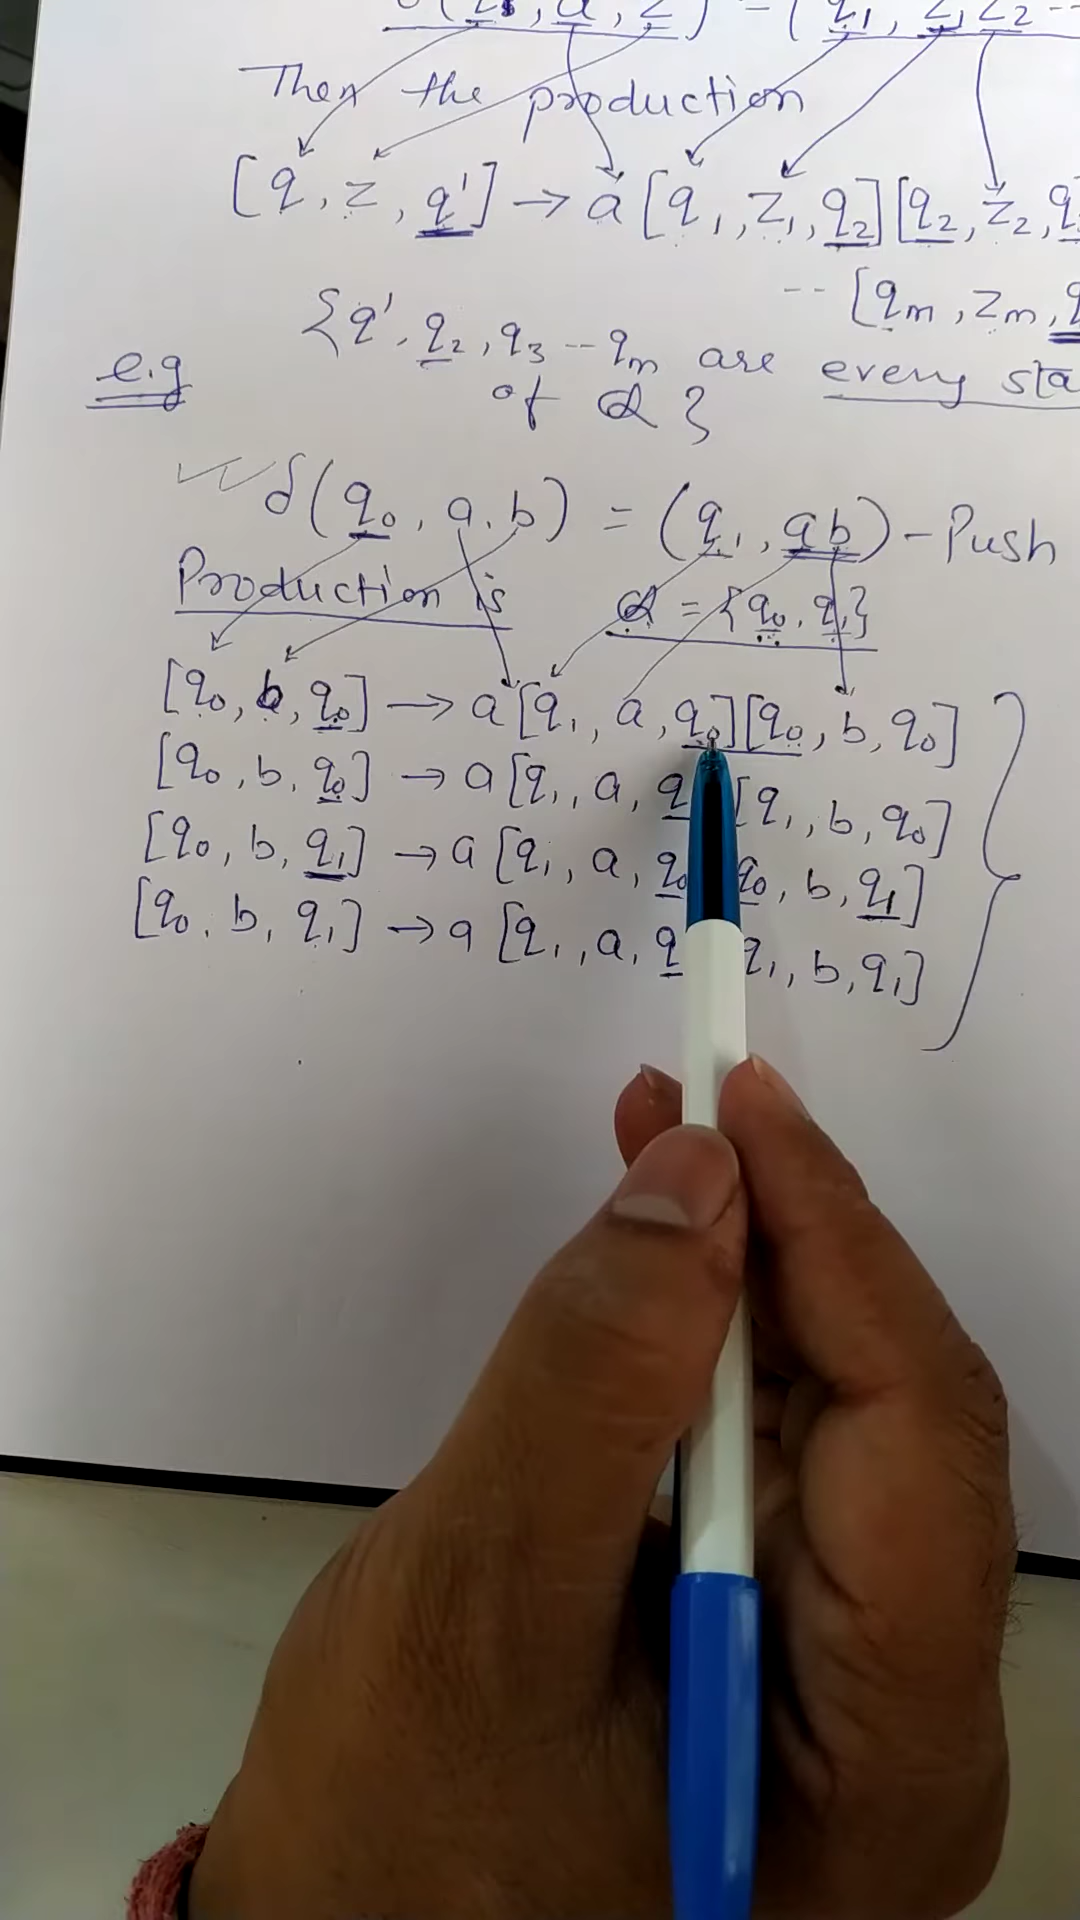 Then the production
[q, z, q'] → a [q₁, z₁, q₂][q₂, z₂, q
-- [qm, zm, q
{q', q₂, q₃ -- qm are every sta
of Q}
e.g
δ(q₀, a, b) = (q₁, ab) - Push
Production is
Q = {q₀, q₁}
[q₀, b, q₀] → a [q₁, a, q₀][q₀, b, q₀]
[q₀, b, q₀] → a [q₁, a, q [q₁, b, q₀]
[q₀, b, q₁] → a [q₁, a, q₀ q₀, b, q₁]
[q₀, b, q₁] → a [q₁, a, q q₁, b, q₁]